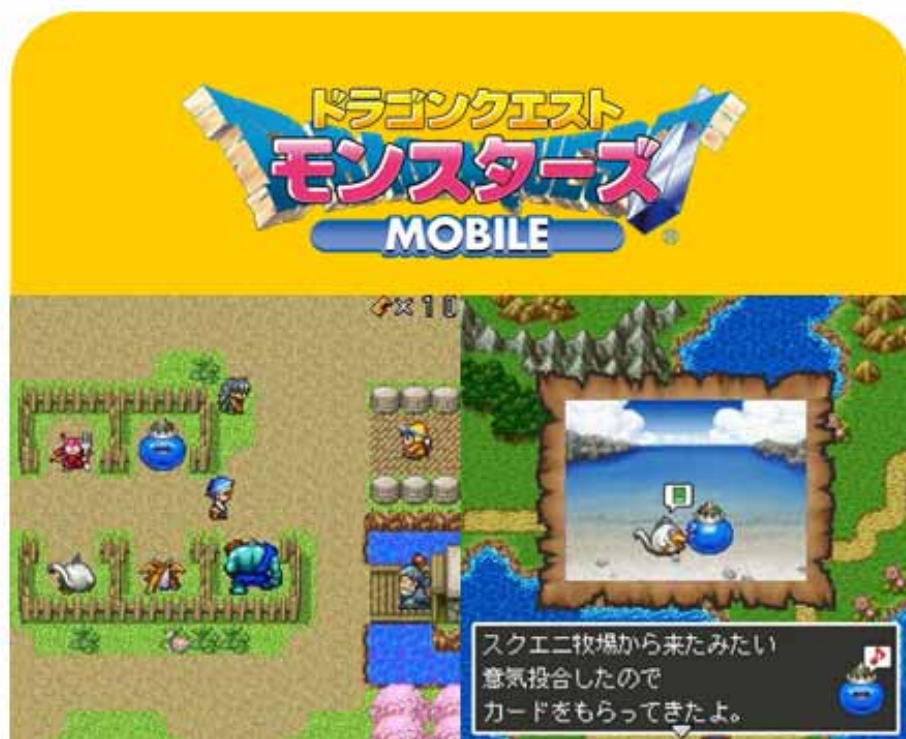 ドラゴンクエスト
モンスターズ
MOBILE
®
×10
スクエニ牧場から来たみたい
意気投合したので
カードをもらってきたよ。